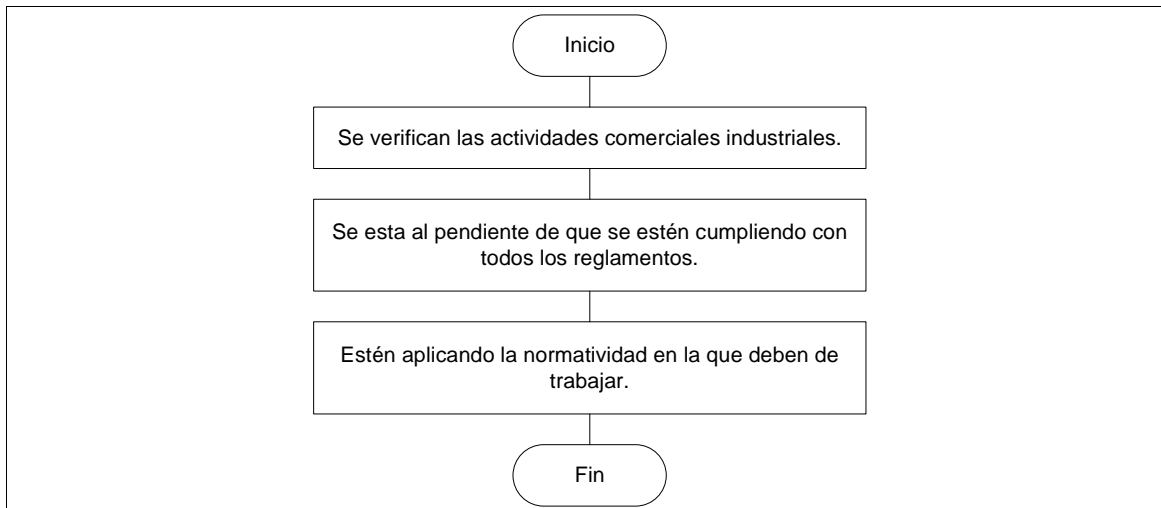 Inicio
Se verifican las actividades comerciales industriales.
Se esta al pendiente de que se estén cumpliendo con
todos los reglamentos.
Estén aplicando la normatividad en la que deben de
trabajar.
Fin